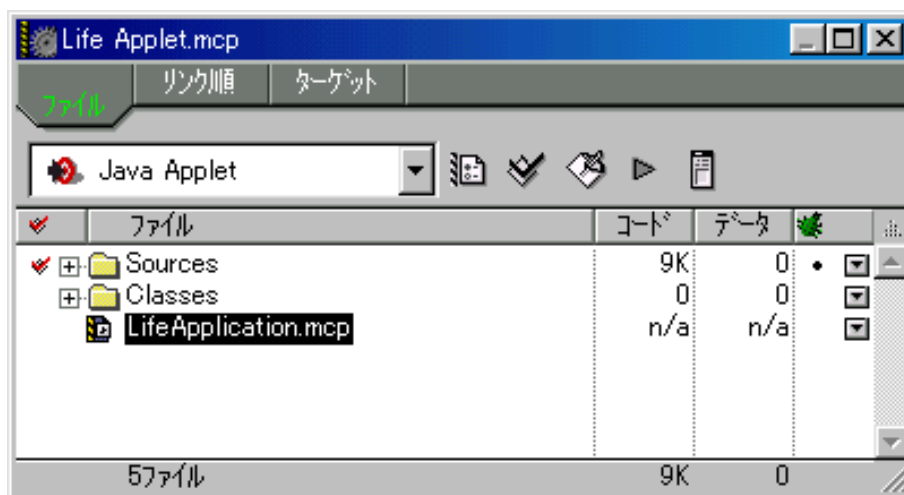 Life Applet.mcp
ファイル リンク順 ターゲット
Java Applet
ファイル コード データ
Sources 9K 0
Classes 0 0
LifeApplication.mcp n/a n/a
5ファイル 9K 0